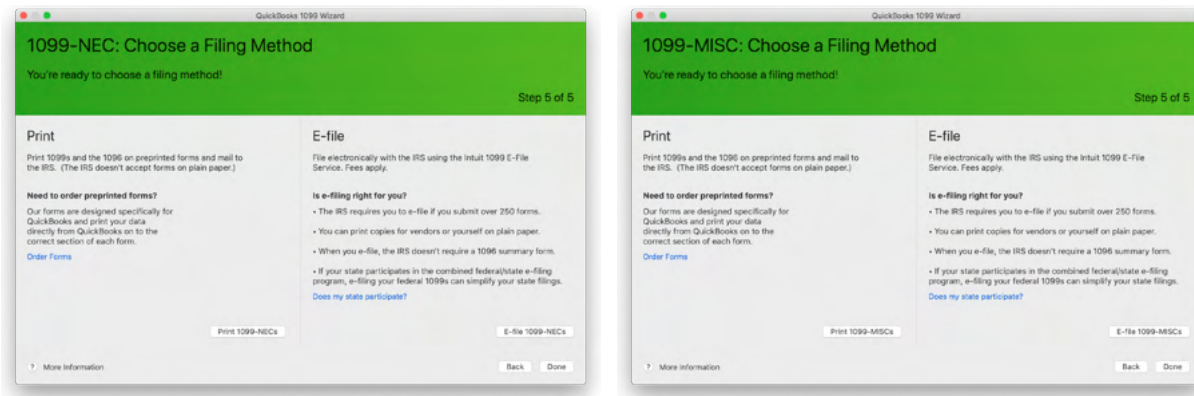 QuickBooks 1099 Wizard
1099-NEC: Choose a Filing Method
You're ready to choose a filing method!
Step 5 of 5
Print
Print 1099s and the 1096 on preprinted forms and mail to
the IRS. (The IRS doesn't accept forms on plain paper.)
Need to order preprinted forms?
Our forms are designed specifically for
QuickBooks and print your data
directly from QuickBooks on to the
correct section of each form.
Order Forms
Print 1099-NECs
E-file
File electronically with the IRS using the Intuit 1099 E-File
Service. Fees apply.
Is e-filing right for you?
• The IRS requires you to e-file if you submit over 250 forms.
• You can print copies for vendors or yourself on plain paper.
• When you e-file, the IRS doesn't require a 1096 summary form.
• If your state participates in the combined federal/state e-filing
program, e-filing your federal 1099s can simplify your state filings.
Does my state participate?
E-file 1099-NECs
? More Information
Back Done
QuickBooks 1099 Wizard
1099-MISC: Choose a Filing Method
You're ready to choose a filing method!
Step 5 of 5
Print
Print 1099s and the 1096 on preprinted forms and mail to
the IRS. (The IRS doesn't accept forms on plain paper.)
Need to order preprinted forms?
Our forms are designed specifically for
QuickBooks and print your data
directly from QuickBooks on to the
correct section of each form.
Order Forms
Print 1099-MISCs
E-file
File electronically with the IRS using the Intuit 1099 E-File
Service. Fees apply.
Is e-filing right for you?
• The IRS requires you to e-file if you submit over 250 forms.
• You can print copies for vendors or yourself on plain paper.
• When you e-file, the IRS doesn't require a 1096 summary form.
• If your state participates in the combined federal/state e-filing
program, e-filing your federal 1099s can simplify your state filings.
Does my state participate?
E-file 1099-MISCs
? More Information
Back Done